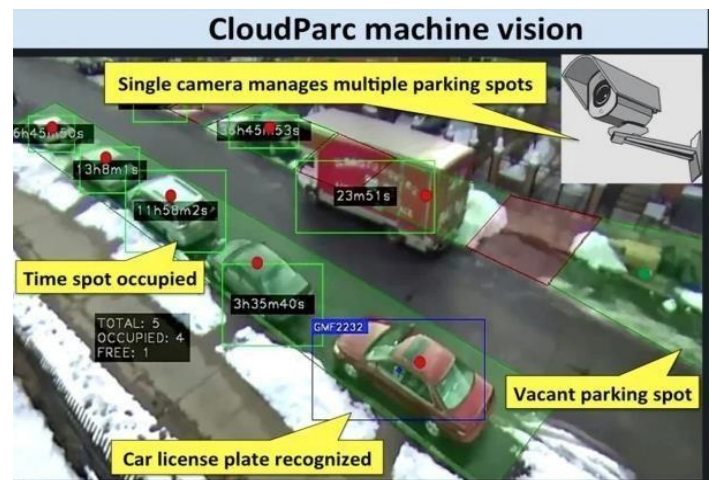 CloudParc machine vision
Single camera manages multiple parking spots
13h8m1s
11h58m2s
23m51s
Time spot occupied
3h35m40s
TOTAL: 5
OCCUPIED: 4
FREE: 1
GMF2232
Vacant parking spot
Car license plate recognized